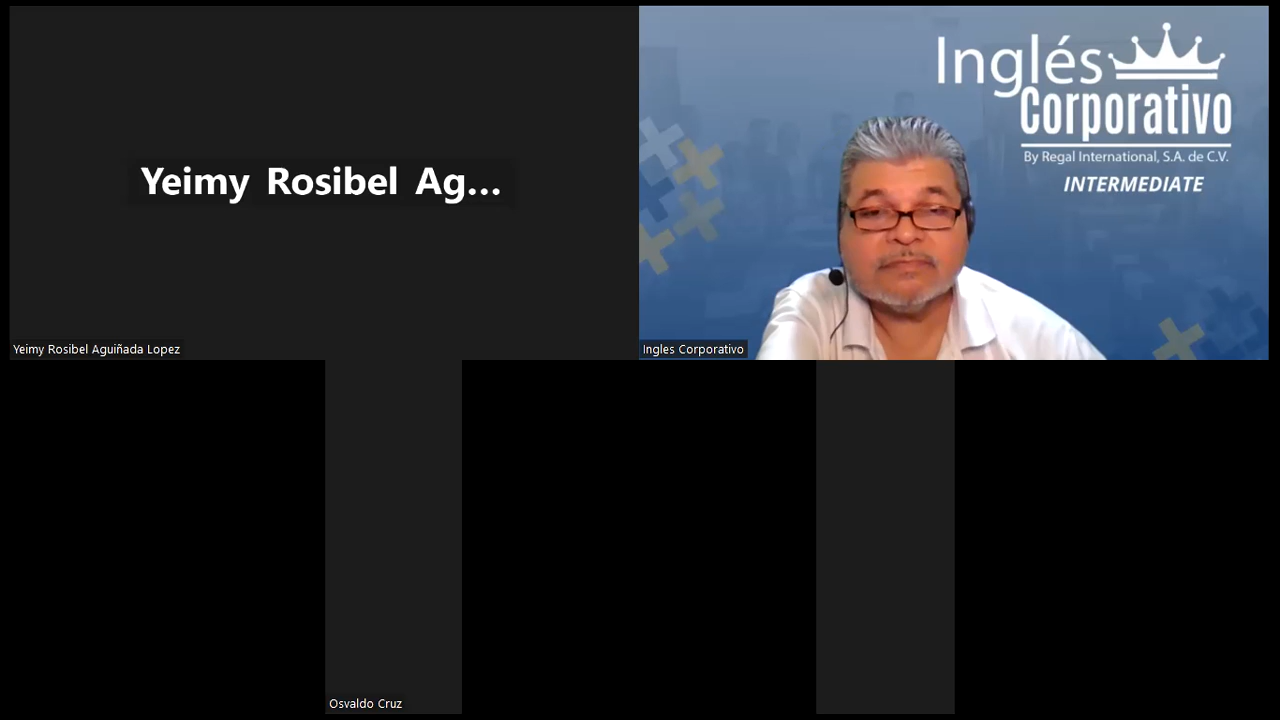 Yeimy Rosibel Ag...
Yeimy Rosibel Aguiñada Lopez
Inglés
Corporativo
By Regal International, S.A. de C.V.
INTERMEDIATE
Ingles Corporativo
Osvaldo Cruz